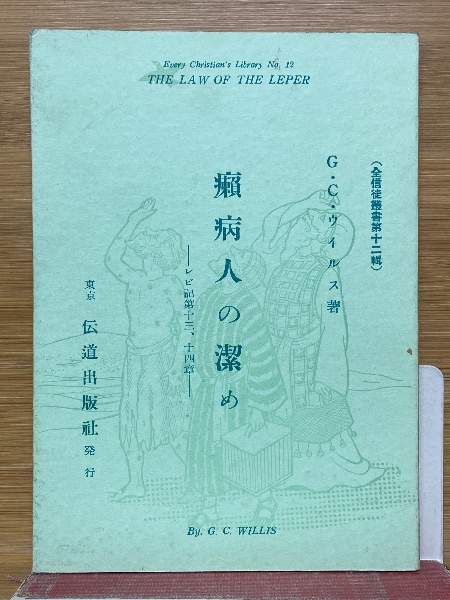 Every Christian's Library No. 12
THE LAW OF THE LEPER
(全信徒叢書第十二輯)
G・C・ウイルス著
癩病人の潔め
―レビ記第十三、十四章―
東京 伝道出版社 発行
By. G. C. WILLIS